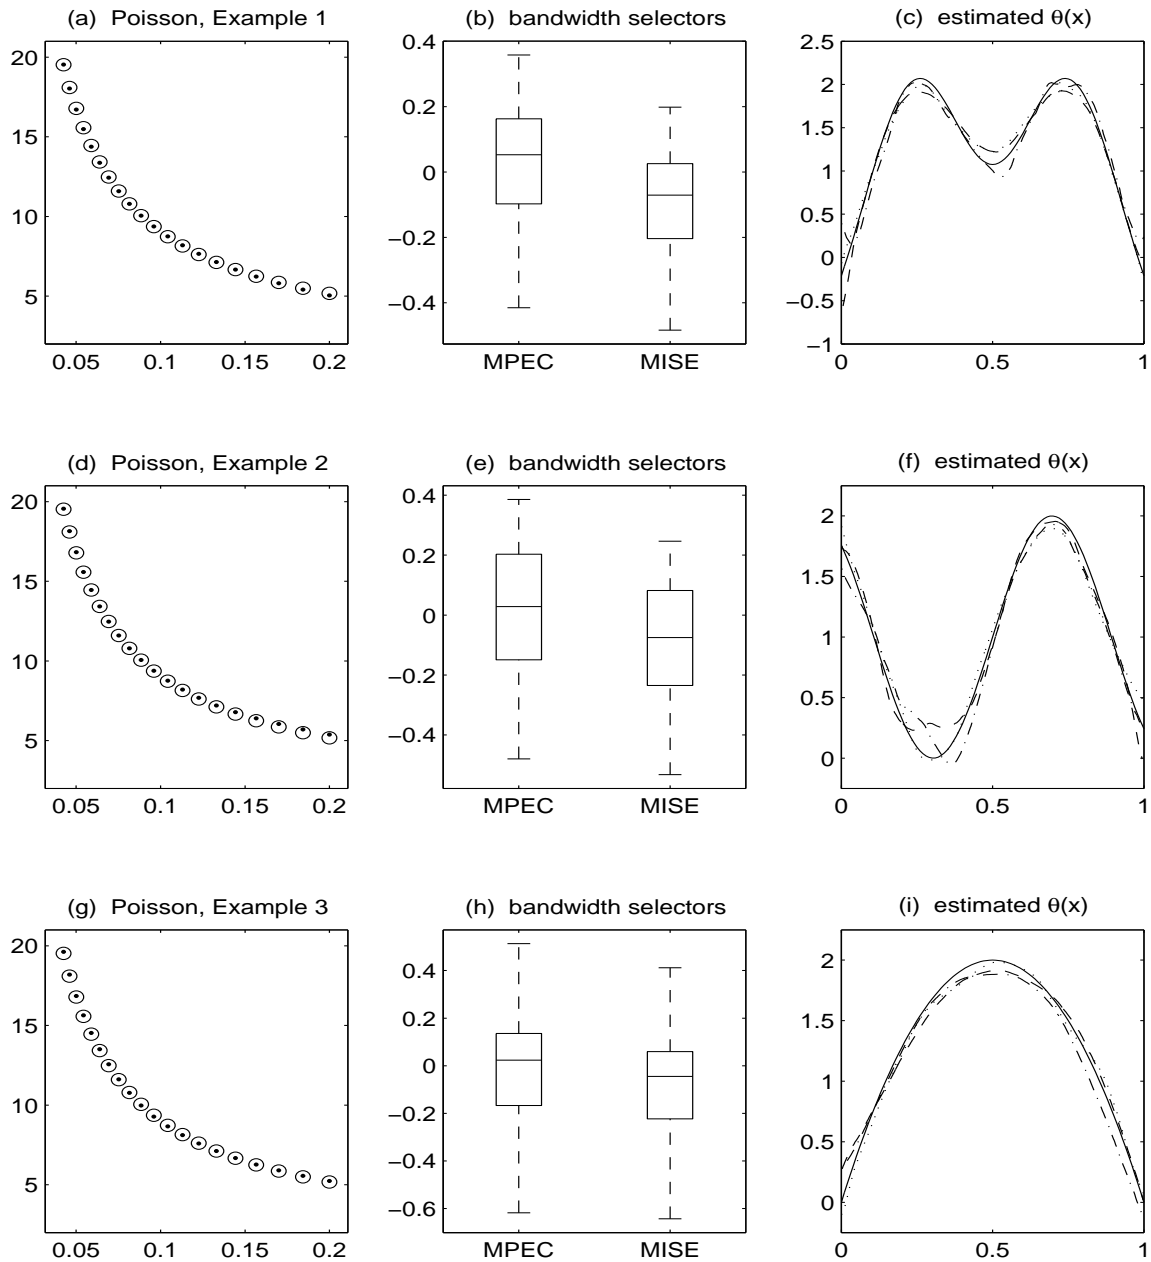 (a) Poisson, Example 1
20
15
10
5
0.05 0.1 0.15 0.2
(b) bandwidth selectors
0.4
0.2
0
−0.2
−0.4
MPEC MISE
(c) estimated θ(x)
2.5
2
1.5
1
0.5
0
−0.5
−1
0 0.5 1
(d) Poisson, Example 2
20
15
10
5
0.05 0.1 0.15 0.2
(e) bandwidth selectors
0.4
0.2
0
−0.2
−0.4
MPEC MISE
(f) estimated θ(x)
2
1.5
1
0.5
0
0 0.5 1
(g) Poisson, Example 3
20
15
10
5
0.05 0.1 0.15 0.2
(h) bandwidth selectors
0.4
0.2
0
−0.2
−0.4
−0.6
MPEC MISE
(i) estimated θ(x)
2
1.5
1
0.5
0
0 0.5 1